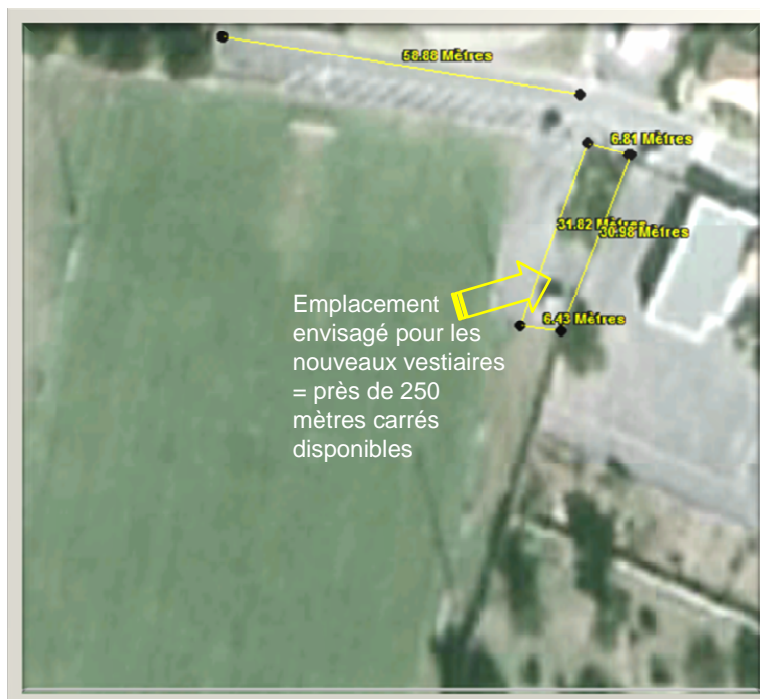 58.88 Mètres
6.81 Mètres
31.82 Mètres
30.98 Mètres
6.43 Mètres
Emplacement
envisagé pour les
nouveaux vestiaires
= près de 250
mètres carrés
disponibles